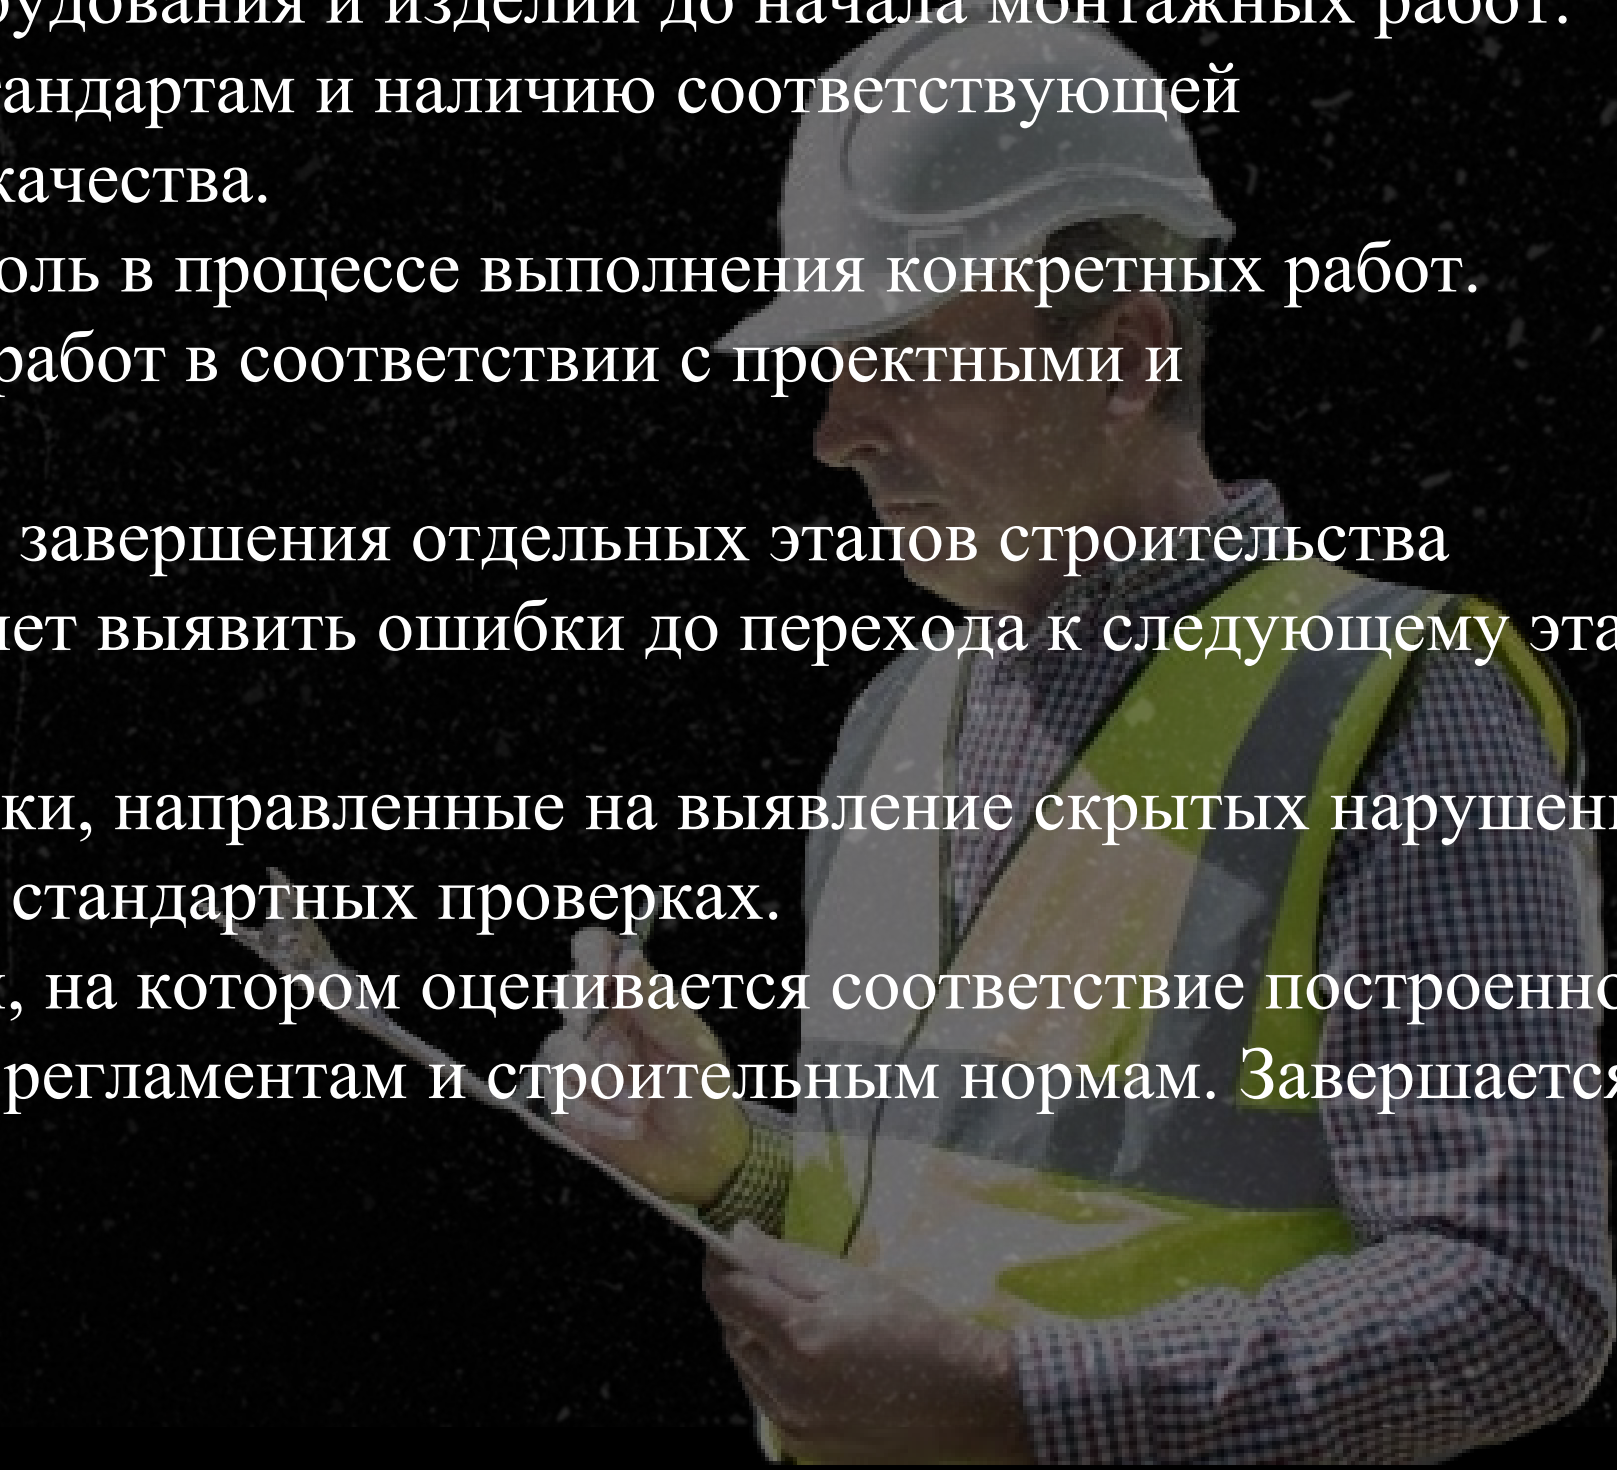 рудования и изделий до начала монтажных работ.
тандартам и наличию соответствующей
качества.
оль в процессе выполнения конкретных работ.
работ в соответствии с проектными и
завершения отдельных этапов строительства
ет выявить ошибки до перехода к следующему эта
ки, направленные на выявление скрытых нарушени
стандартных проверках.
, на котором оценивается соответствие построенно
регламентам и строительным нормам. Завершается